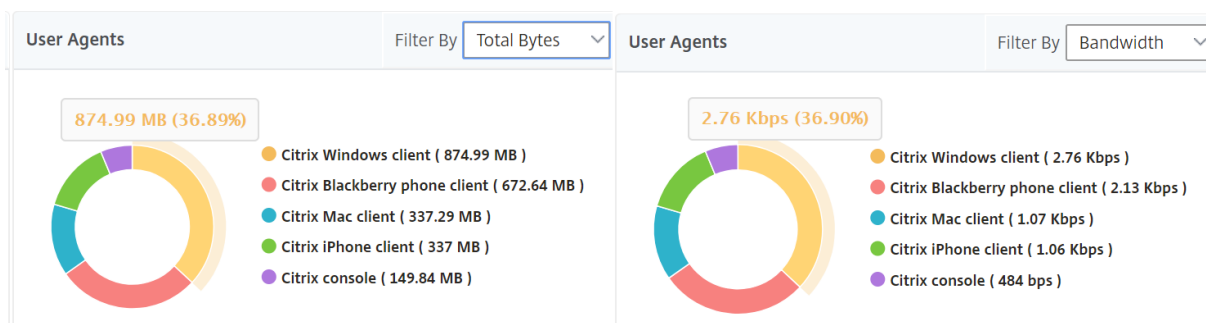 User Agents
Filter By Total Bytes
874.99 MB (36.89%)
Citrix Windows client ( 874.99 MB )
Citrix Blackberry phone client ( 672.64 MB )
Citrix Mac client ( 337.29 MB )
Citrix iPhone client ( 337 MB )
Citrix console ( 149.84 MB )
User Agents
Filter By Bandwidth
2.76 Kbps (36.90%)
Citrix Windows client ( 2.76 Kbps )
Citrix Blackberry phone client ( 2.13 Kbps )
Citrix Mac client ( 1.07 Kbps )
Citrix iPhone client ( 1.06 Kbps )
Citrix console ( 484 bps )